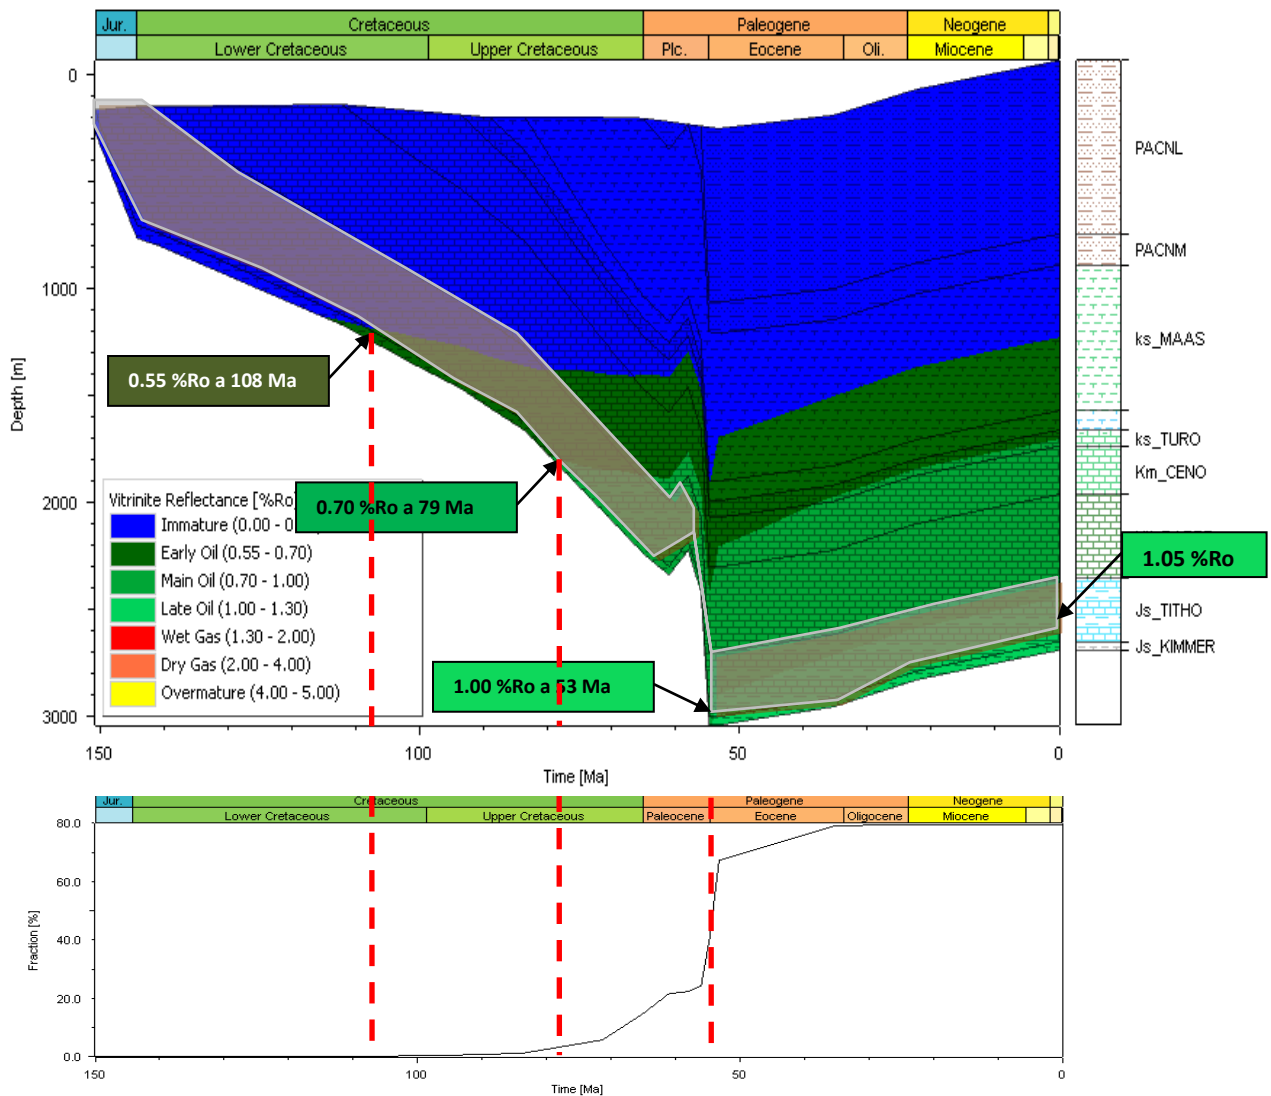 Jur.
Cretaceous
Paleogene
Neogene
Lower Cretaceous
Upper Cretaceous
Plc.
Eocene
Oli.
Miocene
0
1000
2000
3000
Depth [m]
PACNL
PACNM
ks_MAAS
ks_TURO
Km_CENO
Js_TITHO
Js_KIMMER
0.55 %Ro a 108 Ma
0.70 %Ro a 79 Ma
1.00 %Ro a 53 Ma
1.05 %Ro
Vitrinite Reflectance [%Ro]
Immature (0.00 - 0
Early Oil (0.55 - 0.70)
Main Oil (0.70 - 1.00)
Late Oil (1.00 - 1.30)
Wet Gas (1.30 - 2.00)
Dry Gas (2.00 - 4.00)
Overmature (4.00 - 5.00)
150
100
50
0
Time [Ma]
Jur.
Cretaceous
Paleogene
Neogene
Lower Cretaceous
Upper Cretaceous
Paleocene
Eocene
Oligocene
Miocene
80.0
60.0
40.0
20.0
0.0
Fraction [%]
150
100
50
0
Time [Ma]